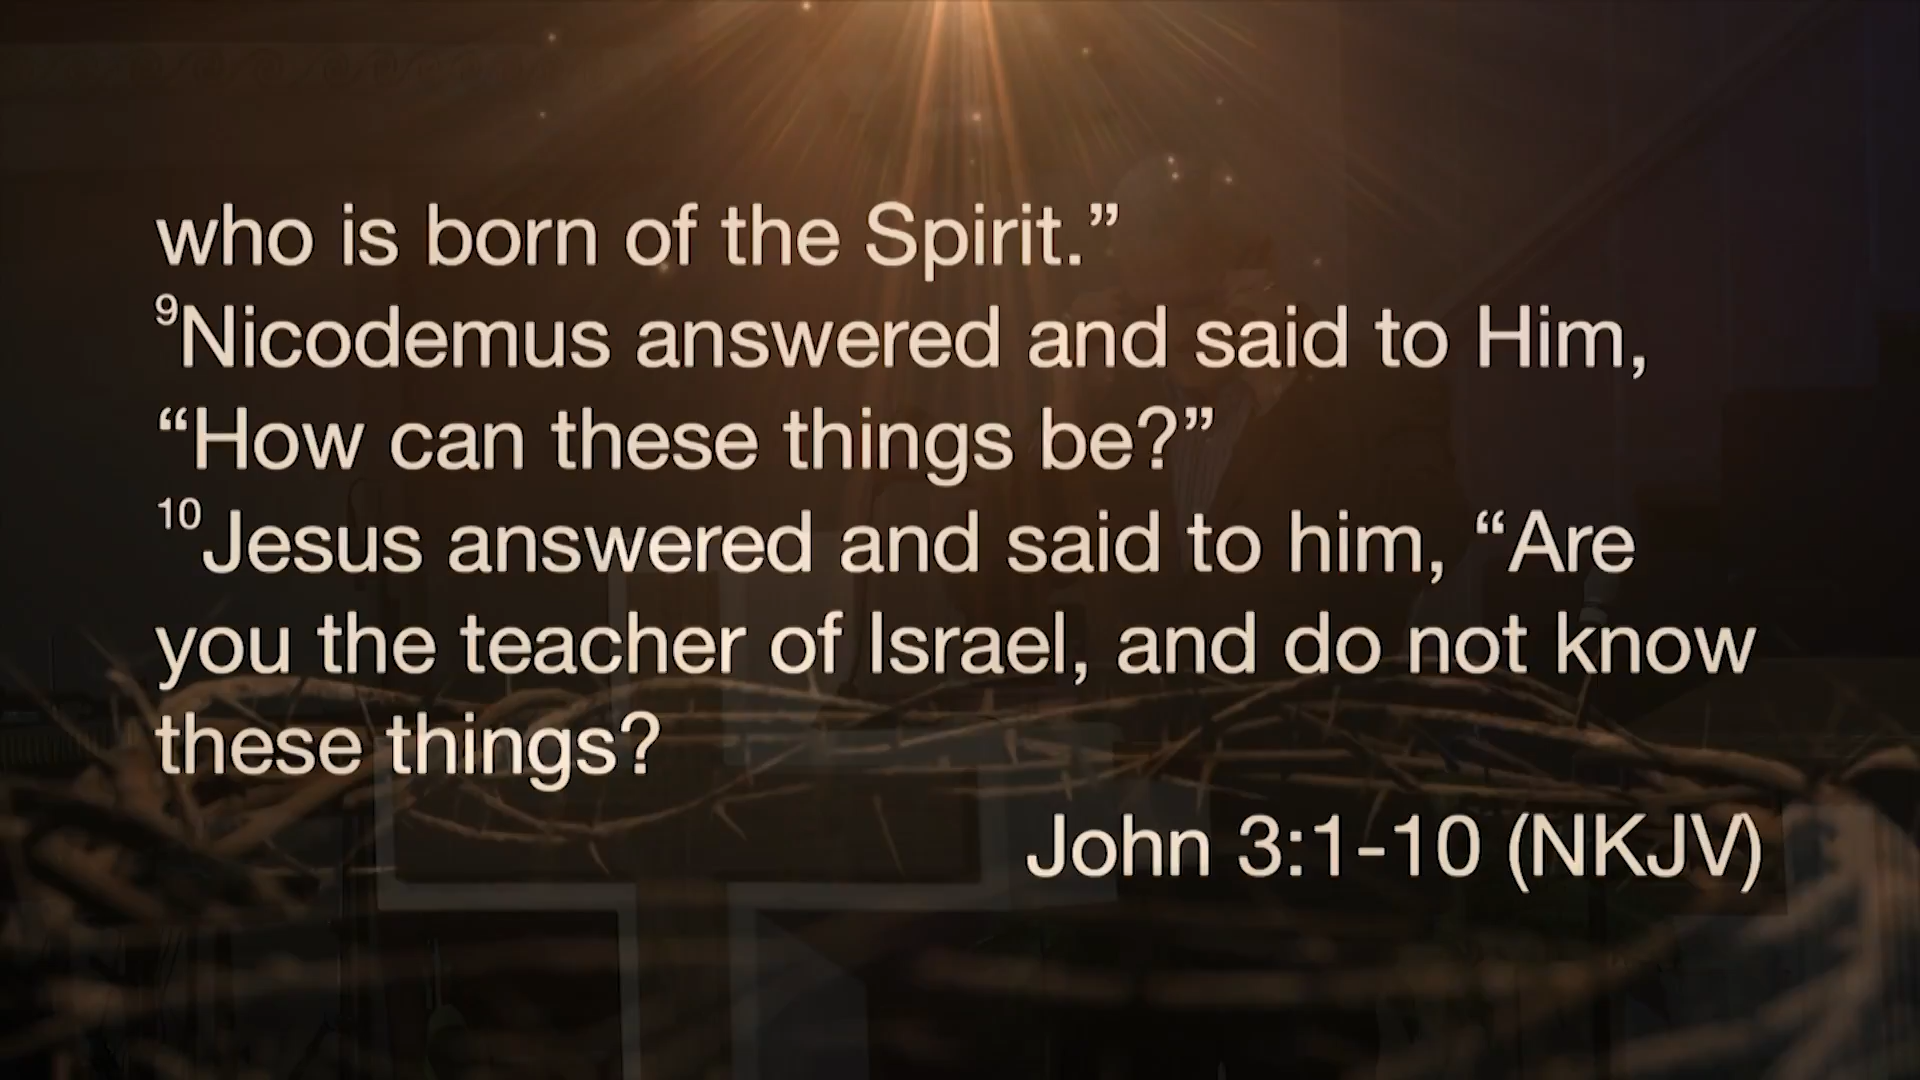 who is born of the Spirit.”
⁹Nicodemus answered and said to Him,
“How can these things be?”
¹⁰Jesus answered and said to him, “Are
you the teacher of Israel, and do not know
these things?
John 3:1-10 (NKJV)